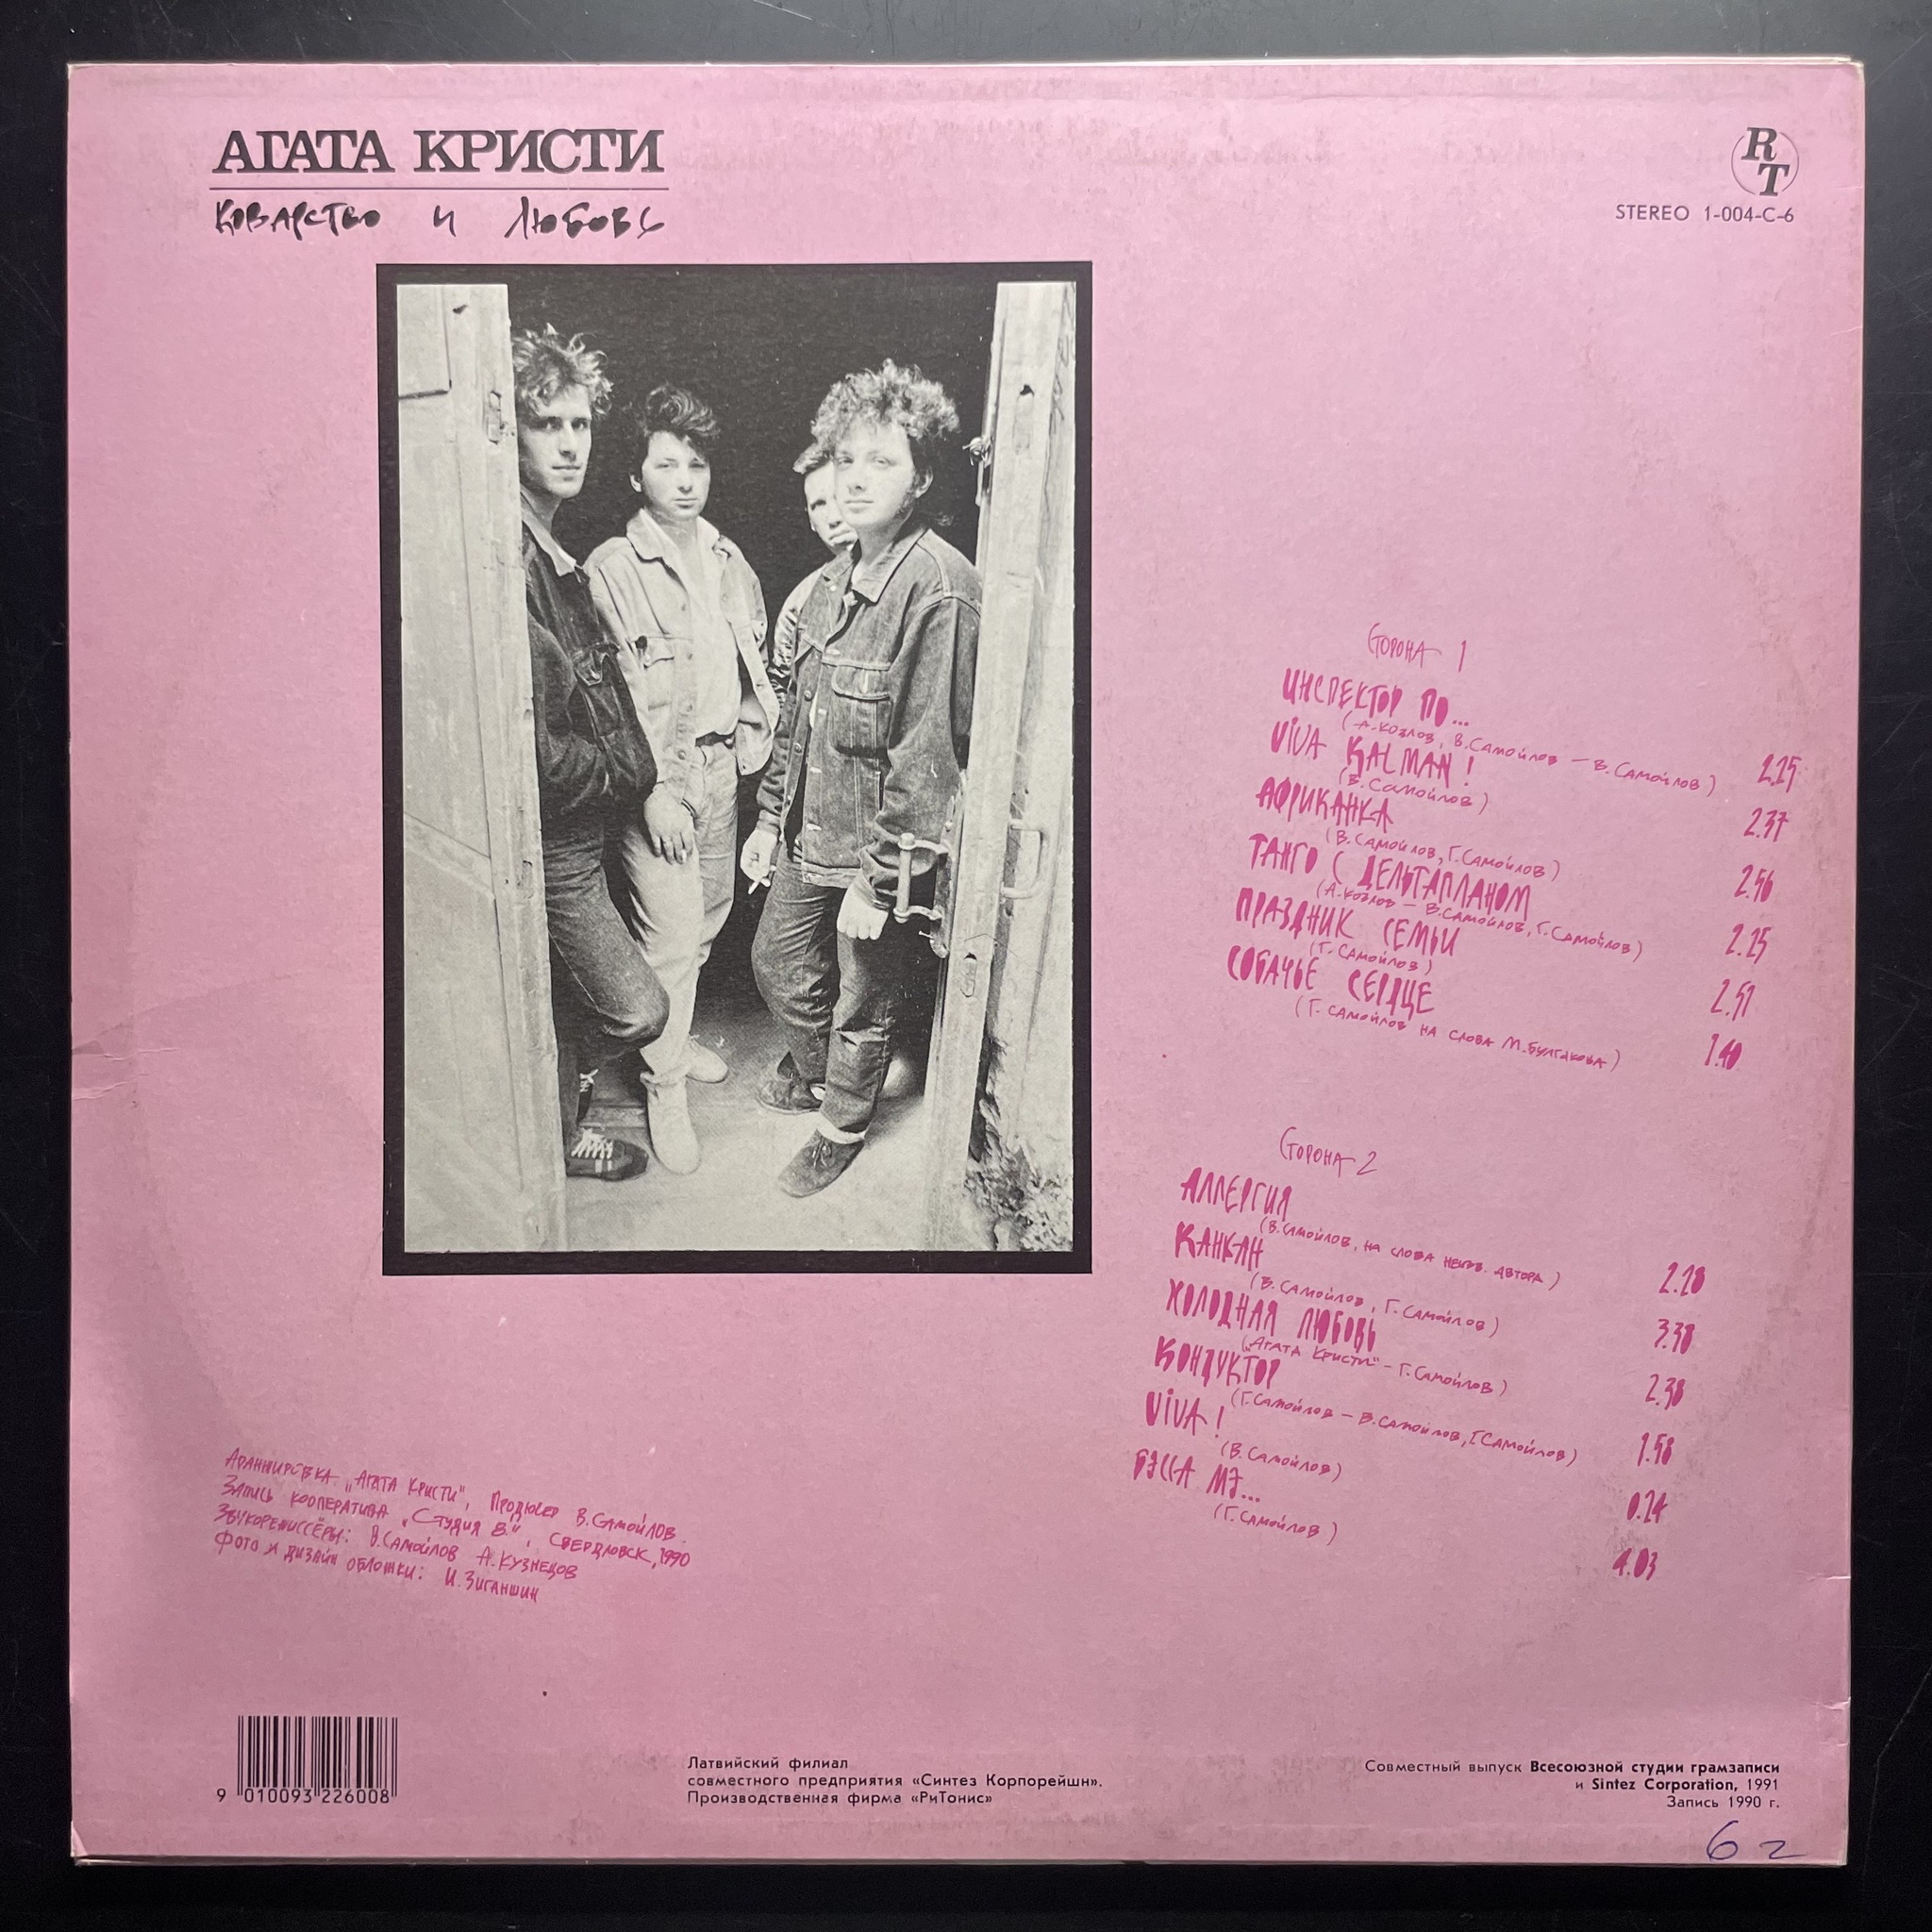 АГАТА КРИСТИ
КОВАРСТВО И ЛЮБОВЬ
RT
STEREO 1-004-C-6
СТОРОНА 1
ИНСПЕКТОР ПО... 2.25
(А.КОЗЛОВ, В.САМОЙЛОВ — В.САМОЙЛОВ)
ViVA KALMAN! 2.37
(В.САМОЙЛОВ)
АФРИКАНКА 2.56
(В.САМОЙЛОВ, Г.САМОЙЛОВ)
ТАНГО С ДЕЛЬТАПЛАНОМ 2.25
(А.КОЗЛОВ — В.САМОЙЛОВ, Г.САМОЙЛОВ)
ПРАЗДНИК СЕМЬИ 2.51
(Г.САМОЙЛОВ)
СОБАЧЬЕ СЕРДЦЕ 1.40
(Г.САМОЙЛОВ НА СЛОВА М.БУЛГАКОВА)
СТОРОНА 2
АЛЛЕРГИЯ 2.28
(В.САМОЙЛОВ, НА СЛОВА НЕИЗВ. АВТОРА)
КАНКАН 3.38
(В.САМОЙЛОВ, Г.САМОЙЛОВ)
ХОЛОДНАЯ ЛЮБОВЬ 2.38
(„АГАТА КРИСТИ" - Г.САМОЙЛОВ)
КОНДУКТОР 1.58
(Г.САМОЙЛОВ — В.САМОЙЛОВ, Г.САМОЙЛОВ)
ViVA! 0.24
(В.САМОЙЛОВ)
БЭССА МЭ... 4.03
(Г.САМОЙЛОВ)
АРАНЖИРОВКА „АГАТА КРИСТИ", ПРОДЮСЕР В.САМОЙЛОВ
ЗАПИСЬ КООПЕРАТИВА „СТУДИЯ 8.", СВЕРДЛОВСК, 1990
ЗВУКОРЕЖИССЁРЫ: В.САМОЙЛОВ А.КУЗНЕЦОВ
ФОТО И ДИЗАЙН ОБЛОЖКИ: И.ЗИГАНШИН
9 010093 226008
Латвийский филиал
совместного предприятия «Синтез Корпорейшн».
Производственная фирма «РиТонис»
Совместный выпуск Всесоюзной студии грамзаписи
и Sintez Corporation, 1991
Запись 1990 г.
62